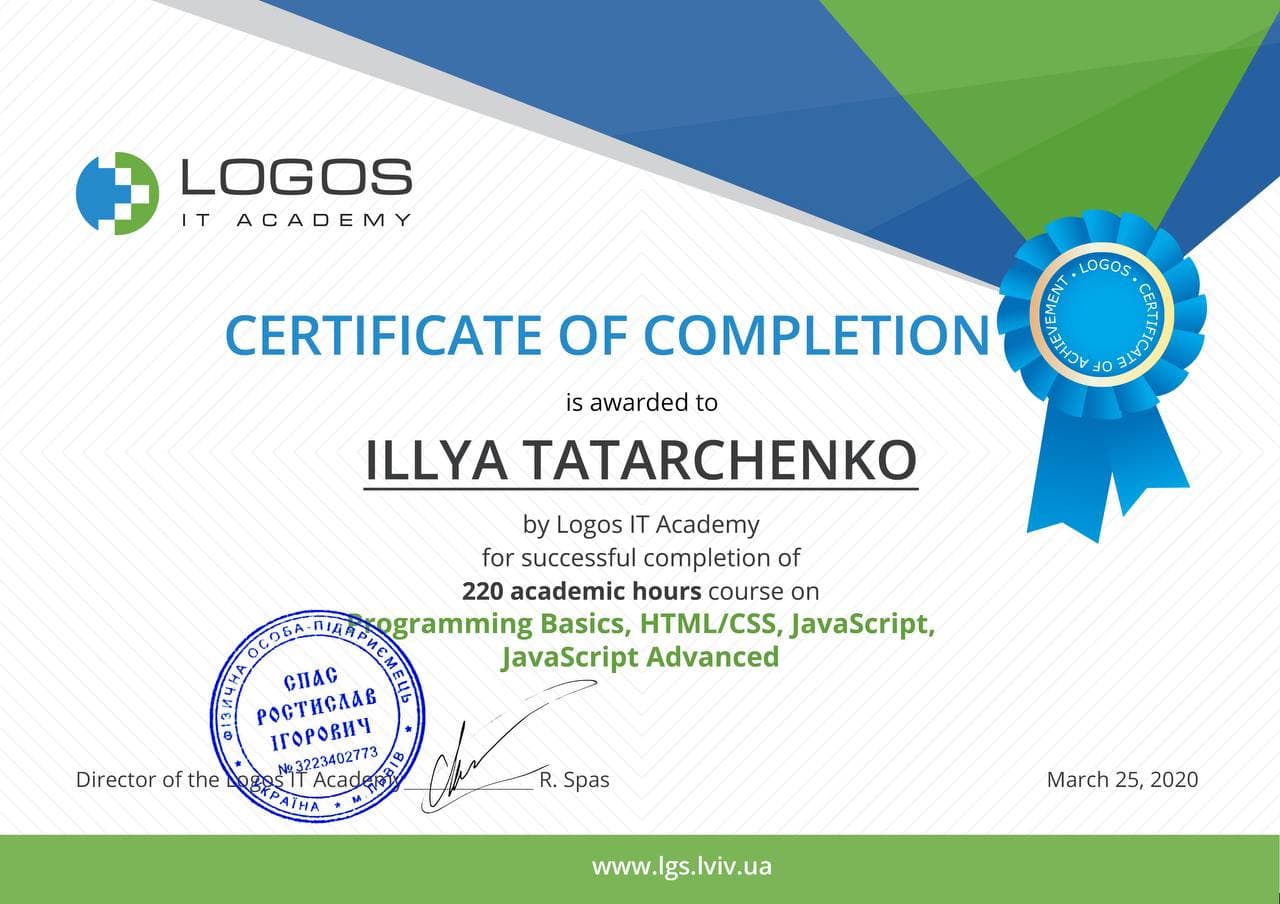 LOGOS
IT ACADEMY
• LOGOS • CERTIFICATE OF ACHIEVEMENT
CERTIFICATE OF COMPLETION
is awarded to
ILLYA TATARCHENKO
by Logos IT Academy
for successful completion of
220 academic hours course on
Programming Basics, HTML/CSS, JavaScript,
JavaScript Advanced
ФІЗИЧНА ОСОБА-ПІДПРИЄМЕЦЬ
СПАС
РОСТИСЛАВ
ІГОРОВИЧ
№3223402773
* УКРАЇНА * м.ЛЬВІВ *
Director of the Logos IT Academy ____________ R. Spas
March 25, 2020
www.lgs.lviv.ua